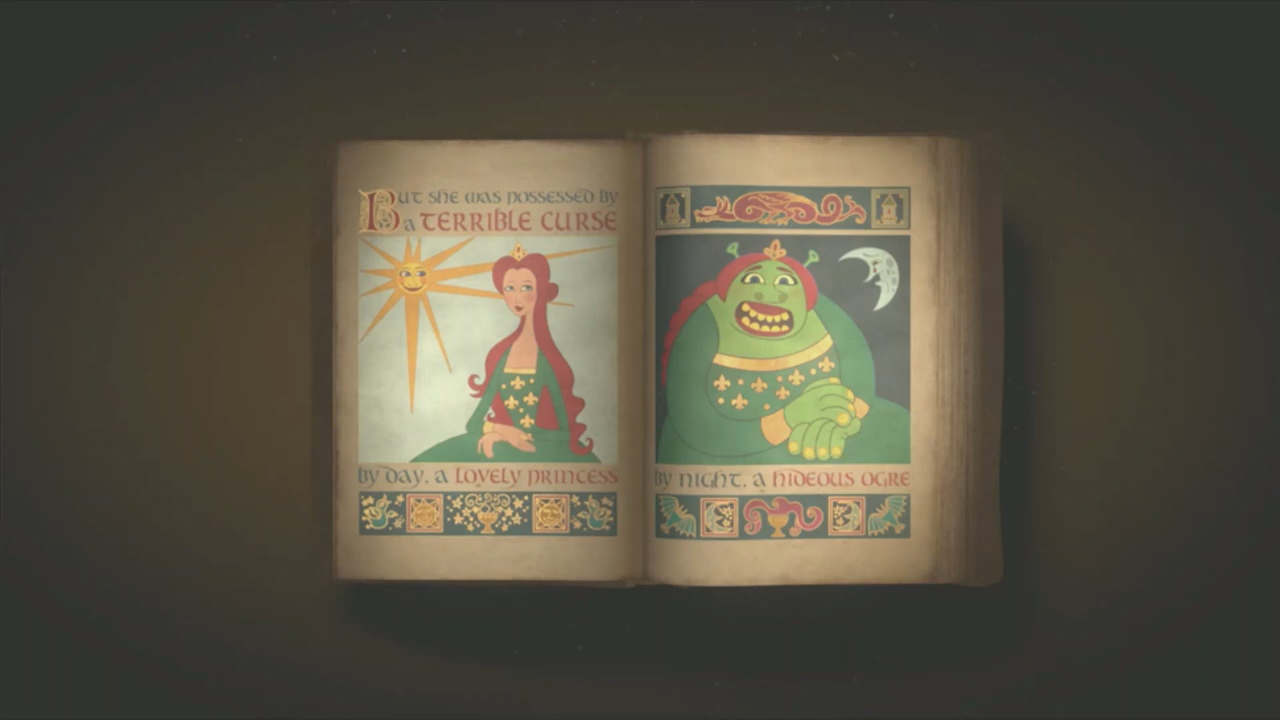 But she was possessed by
a TERRIBLE CURSE
by day, a lovely princess
by night, a hideous ogre